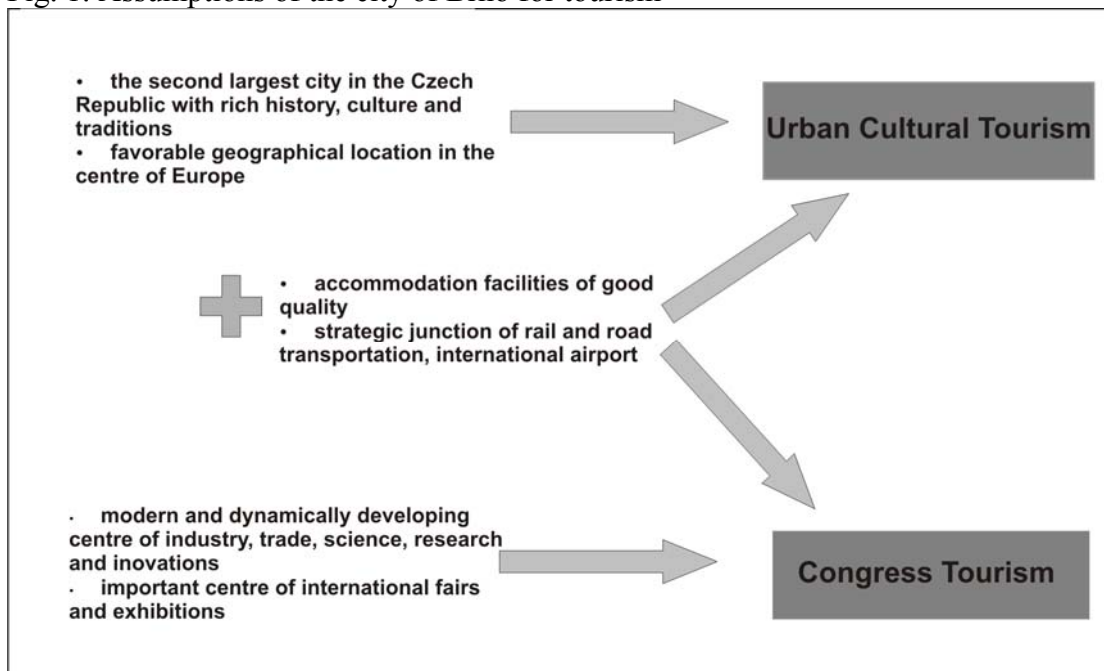 Fig. 1. Assumptions of the city of Brno for tourism
• the second largest city in the Czech
Republic with rich history, culture and
traditions
• favorable geographical location in the
centre of Europe
Urban Cultural Tourism
• accommodation facilities of good
quality
• strategic junction of rail and road
transportation, international airport
· modern and dynamically developing
centre of industry, trade, science, research
and inovations
· important centre of international fairs
and exhibitions
Congress Tourism